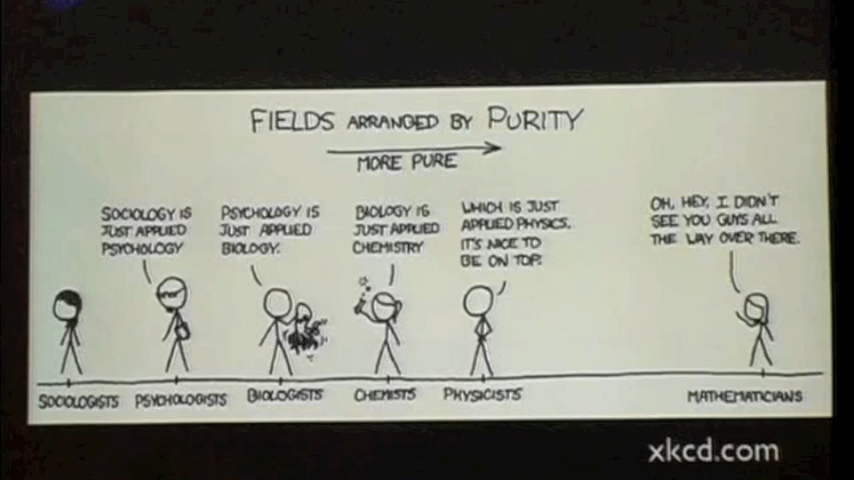 FIELDS ARRANGED BY PURITY
MORE PURE
SOCIOLOGY IS
JUST APPLIED
PSYCHOLOGY
PSYCHOLOGY IS
JUST APPLIED
BIOLOGY.
BIOLOGY IS
JUST APPLIED
CHEMISTRY
WHICH IS JUST
APPLIED PHYSICS.
IT'S NICE TO
BE ON TOP.
OH, HEY, I DIDN'T
SEE YOU GUYS ALL
THE WAY OVER THERE.
SOCIOLOGISTS
PSYCHOLOGISTS
BIOLOGISTS
CHEMISTS
PHYSICISTS
MATHEMATICIANS
xkcd.com